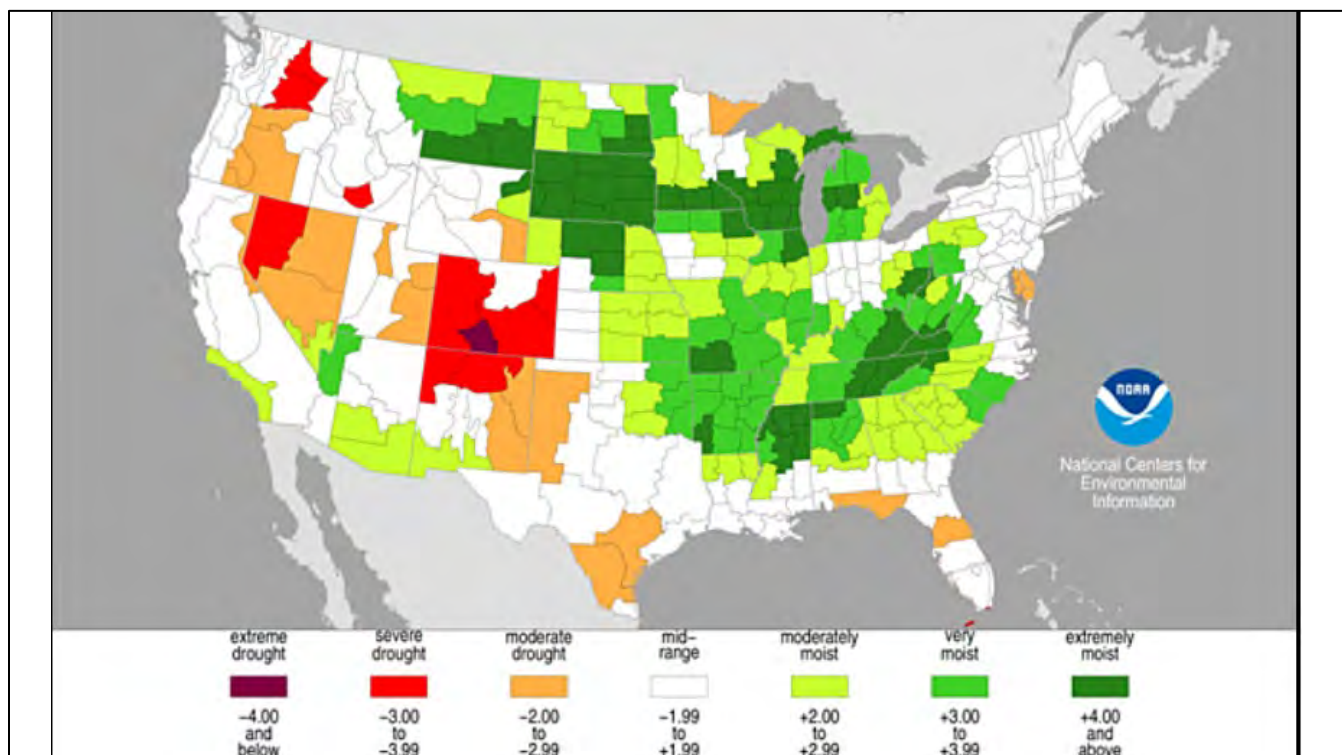 NOAA
National Centers for
Environmental
Information
extreme
drought
severe
drought
moderate
drought
mid–
range
moderately
moist
very
moist
extremely
moist
–4.00
and
below
–3.00
to
–3.99
–2.00
to
–2.99
–1.99
to
+1.99
+2.00
to
+2.99
+3.00
to
+3.99
+4.00
and
above